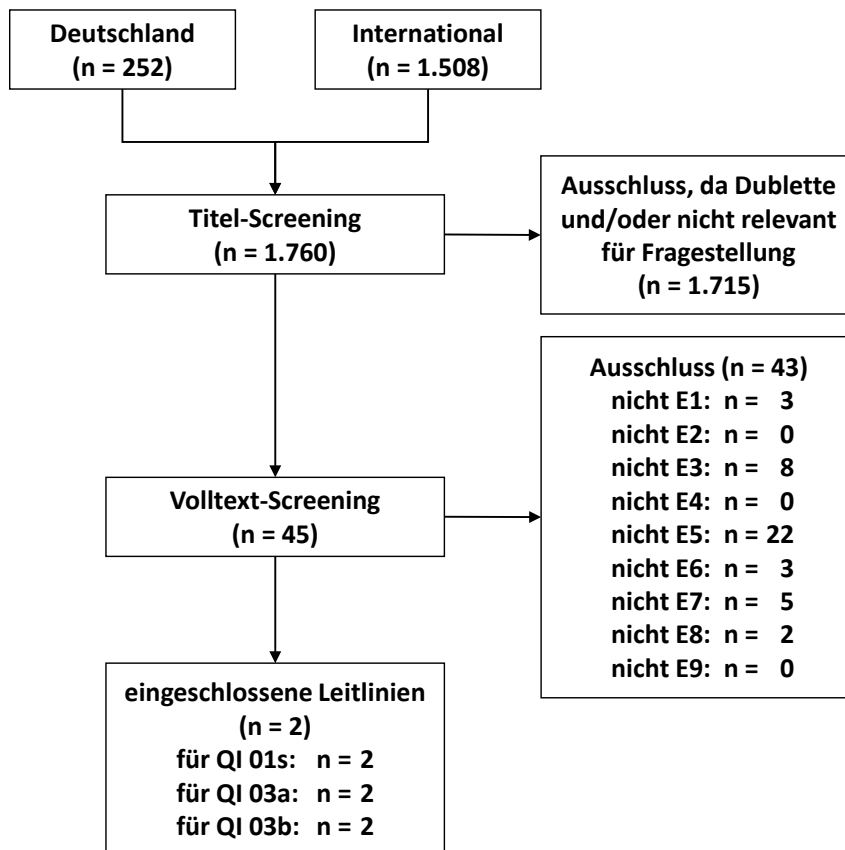 Deutschland
(n = 252)
International
(n = 1.508)
Titel-Screening
(n = 1.760)
Ausschluss, da Dublette
und/oder nicht relevant
für Fragestellung
(n = 1.715)
Volltext-Screening
(n = 45)
Ausschluss (n = 43)
nicht E1: n = 3
nicht E2: n = 0
nicht E3: n = 8
nicht E4: n = 0
nicht E5: n = 22
nicht E6: n = 3
nicht E7: n = 5
nicht E8: n = 2
nicht E9: n = 0
eingeschlossene Leitlinien
(n = 2)
für QI 01s: n = 2
für QI 03a: n = 2
für QI 03b: n = 2